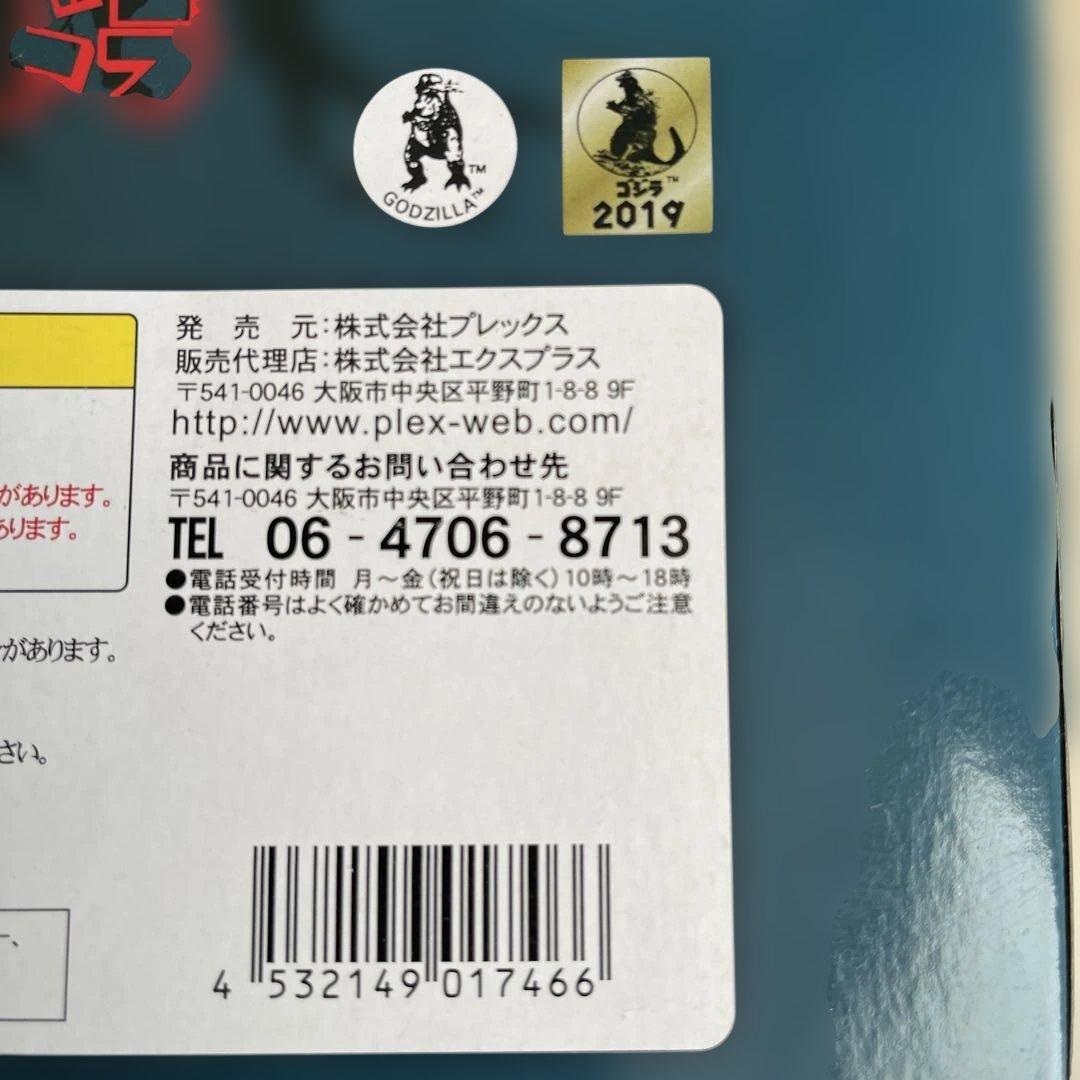 コラ
TM
GODZILLA™
ゴジラ™
2019
発 売 元：株式会社プレックス
販売代理店：株式会社エクスプラス
〒541-0046 大阪市中央区平野町1-8-8 9F
http://www.plex-web.com/
商品に関するお問い合わせ先
〒541-0046 大阪市中央区平野町1-8-8 9F
TEL 06-4706-8713
●電話受付時間 月～金（祝日は除く）10時～18時
●電話番号はよく確かめてお間違えのないようご注意
ください。
があります。
あります。
があります。
さい。
4 532149 017466